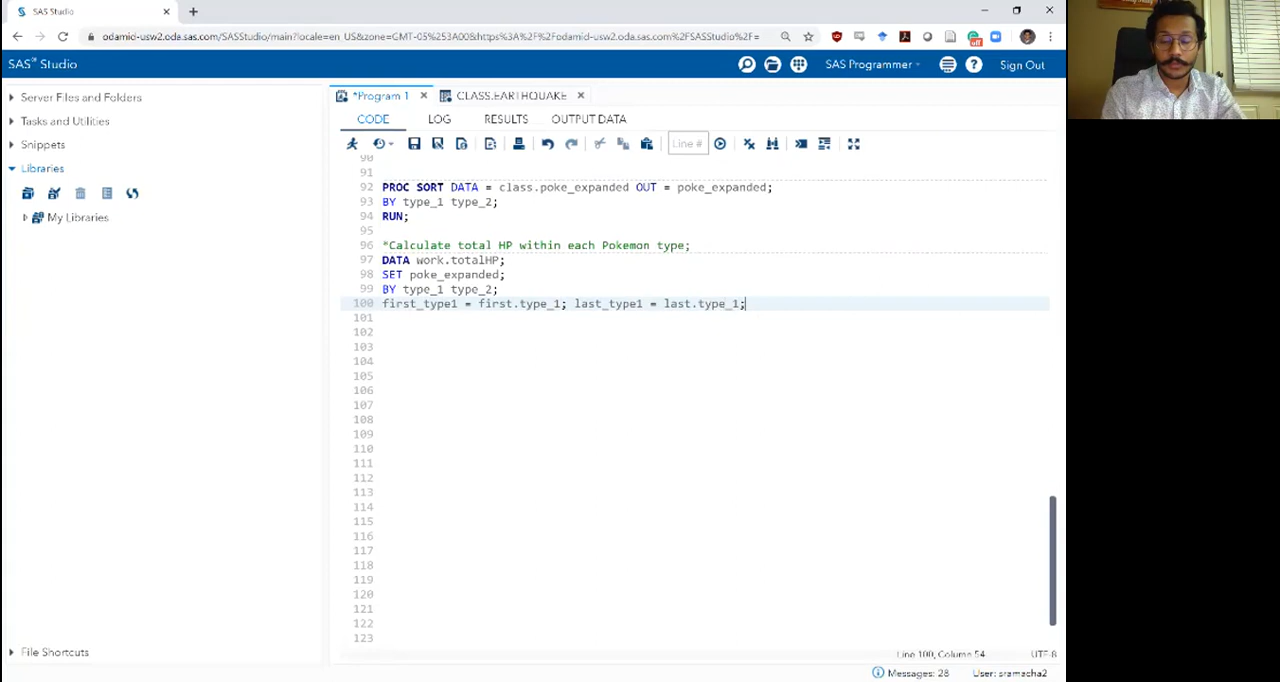 SAS Studio
odamid-usw2.oda.sas.com/SASStudio/main?locale=en_US&zone=GMT-05%253A00&https%3A%2F%2Fodamid-usw2.oda.sas.com%2FSASStudio%2F=
SAS® Studio
SAS Programmer
Sign Out
Server Files and Folders
Tasks and Utilities
Snippets
Libraries
My Libraries
File Shortcuts
*Program 1
CLASS.EARTHQUAKE
CODE LOG RESULTS OUTPUT DATA
Line #
90
91
92 PROC SORT DATA = class.poke_expanded OUT = poke_expanded;
93 BY type_1 type_2;
94 RUN;
95
96 *Calculate total HP within each Pokemon type;
97 DATA work.totalHP;
98 SET poke_expanded;
99 BY type_1 type_2;
100 first_type1 = first.type_1; last_type1 = last.type_1;
101
102
103
104
105
106
107
108
109
110
111
112
113
114
115
116
117
118
119
120
121
122
123
Line 100, Column 54
UTF-8
Messages: 28
User: sramacha2